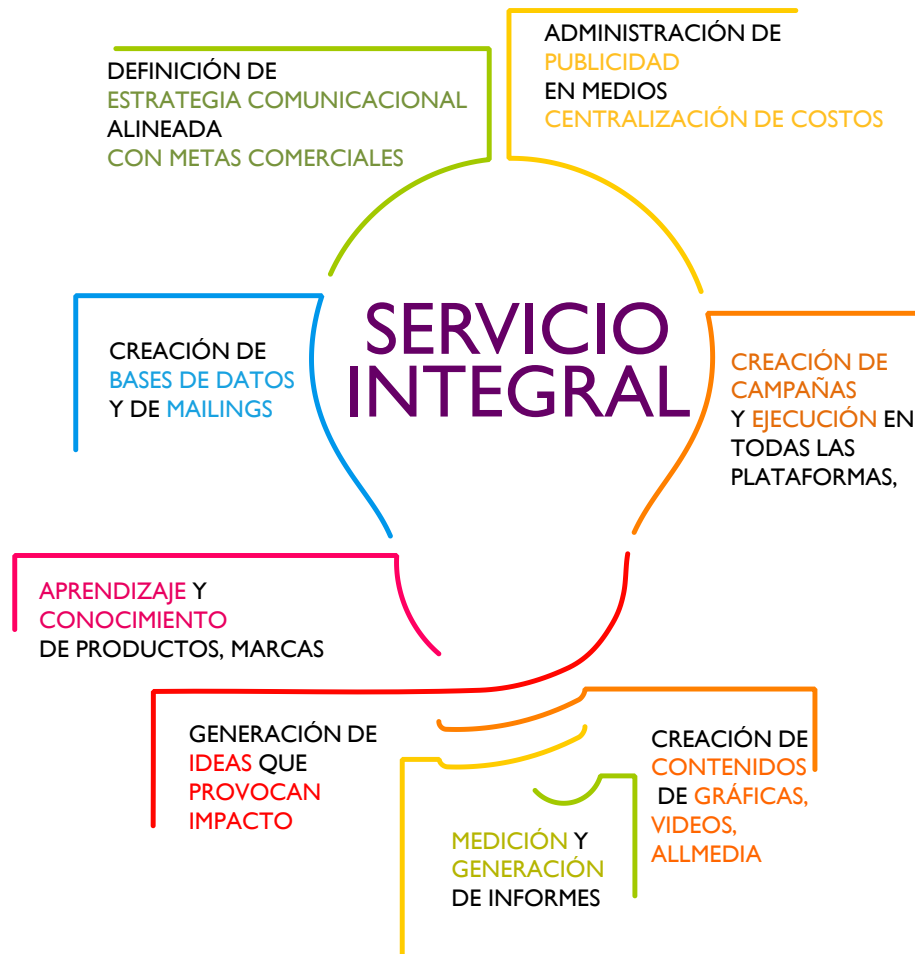 DEFINICIÓN DE
ESTRATEGIA COMUNICACIONAL
ALINEADA
CON METAS COMERCIALES
ADMINISTRACIÓN DE
PUBLICIDAD
EN MEDIOS
CENTRALIZACIÓN DE COSTOS
SERVICIO
INTEGRAL
CREACIÓN DE
BASES DE DATOS
Y DE MAILINGS
CREACIÓN DE
CAMPAÑAS
Y EJECUCIÓN EN
TODAS LAS
PLATAFORMAS,
APRENDIZAJE Y
CONOCIMIENTO
DE PRODUCTOS, MARCAS
GENERACIÓN DE
IDEAS QUE
PROVOCAN
IMPACTO
CREACIÓN DE
CONTENIDOS
DE GRÁFICAS,
VIDEOS,
ALLMEDIA
MEDICIÓN Y
GENERACIÓN
DE INFORMES